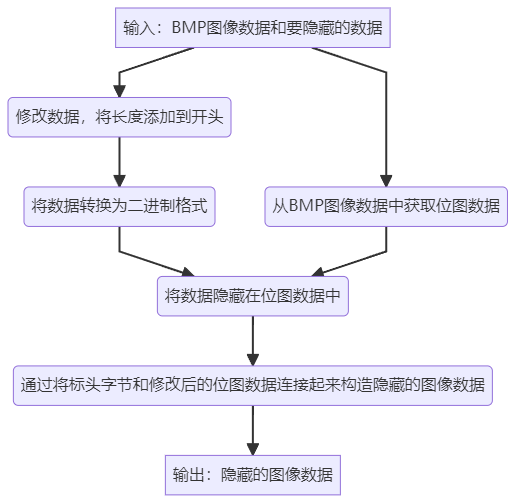 输入：BMP图像数据和要隐藏的数据
修改数据，将长度添加到开头
将数据转换为二进制格式
从BMP图像数据中获取位图数据
将数据隐藏在位图数据中
通过将标头字节和修改后的位图数据连接起来构造隐藏的图像数据
输出：隐藏的图像数据